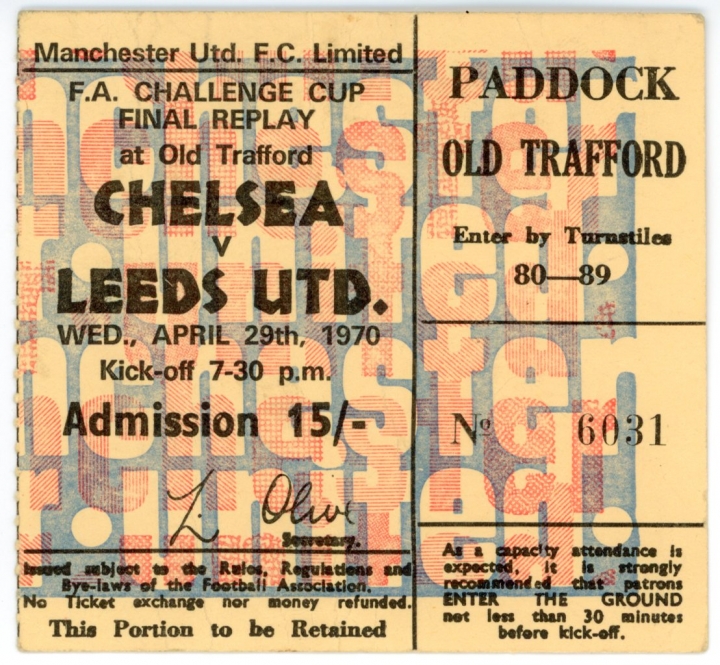 Manchester Utd. F.C. Limited
F.A. CHALLENGE CUP
FINAL REPLAY
at Old Trafford
CHELSEA
v
LEEDS UTD.
WED., APRIL 29th, 1970
Kick-off 7-30 p.m.
Admission 15/-
L. Olive
Secretary.
Issued subject to the Rules, Regulations and
Bye-laws of the Football Association.
No Ticket exchange nor money refunded.
This Portion to be Retained
PADDOCK
OLD TRAFFORD
Enter by Turnstiles
80—89
Nº 6031
As a capacity attendance is
expected, it is strongly
recommended that patrons
ENTER THE GROUND
not less than 30 minutes
before kick-off.